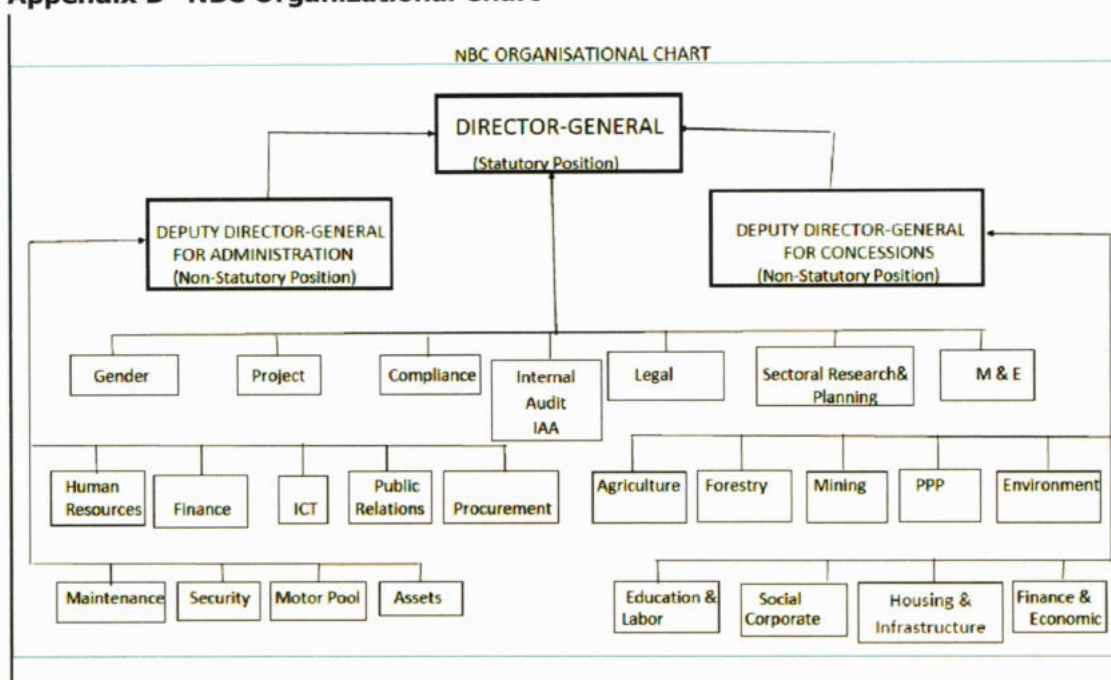 Appendix D NBC Organizational Chart
NBC ORGANISATIONAL CHART
DIRECTOR-GENERAL
(Statutory Position)
DEPUTY DIRECTOR-GENERAL
FOR ADMINISTRATION
(Non-Statutory Position)
DEPUTY DIRECTOR-GENERAL
FOR CONCESSIONS
(Non-Statutory Position)
Gender
Project
Compliance
Internal
Audit
IAA
Legal
Sectoral Research&
Planning
M & E
Human
Resources
Finance
ICT
Public
Relations
Procurement
Agriculture
Forestry
Mining
PPP
Environment
Maintenance
Security
Motor Pool
Assets
Education &
Labor
Social
Corporate
Housing &
Infrastructure
Finance &
Economic